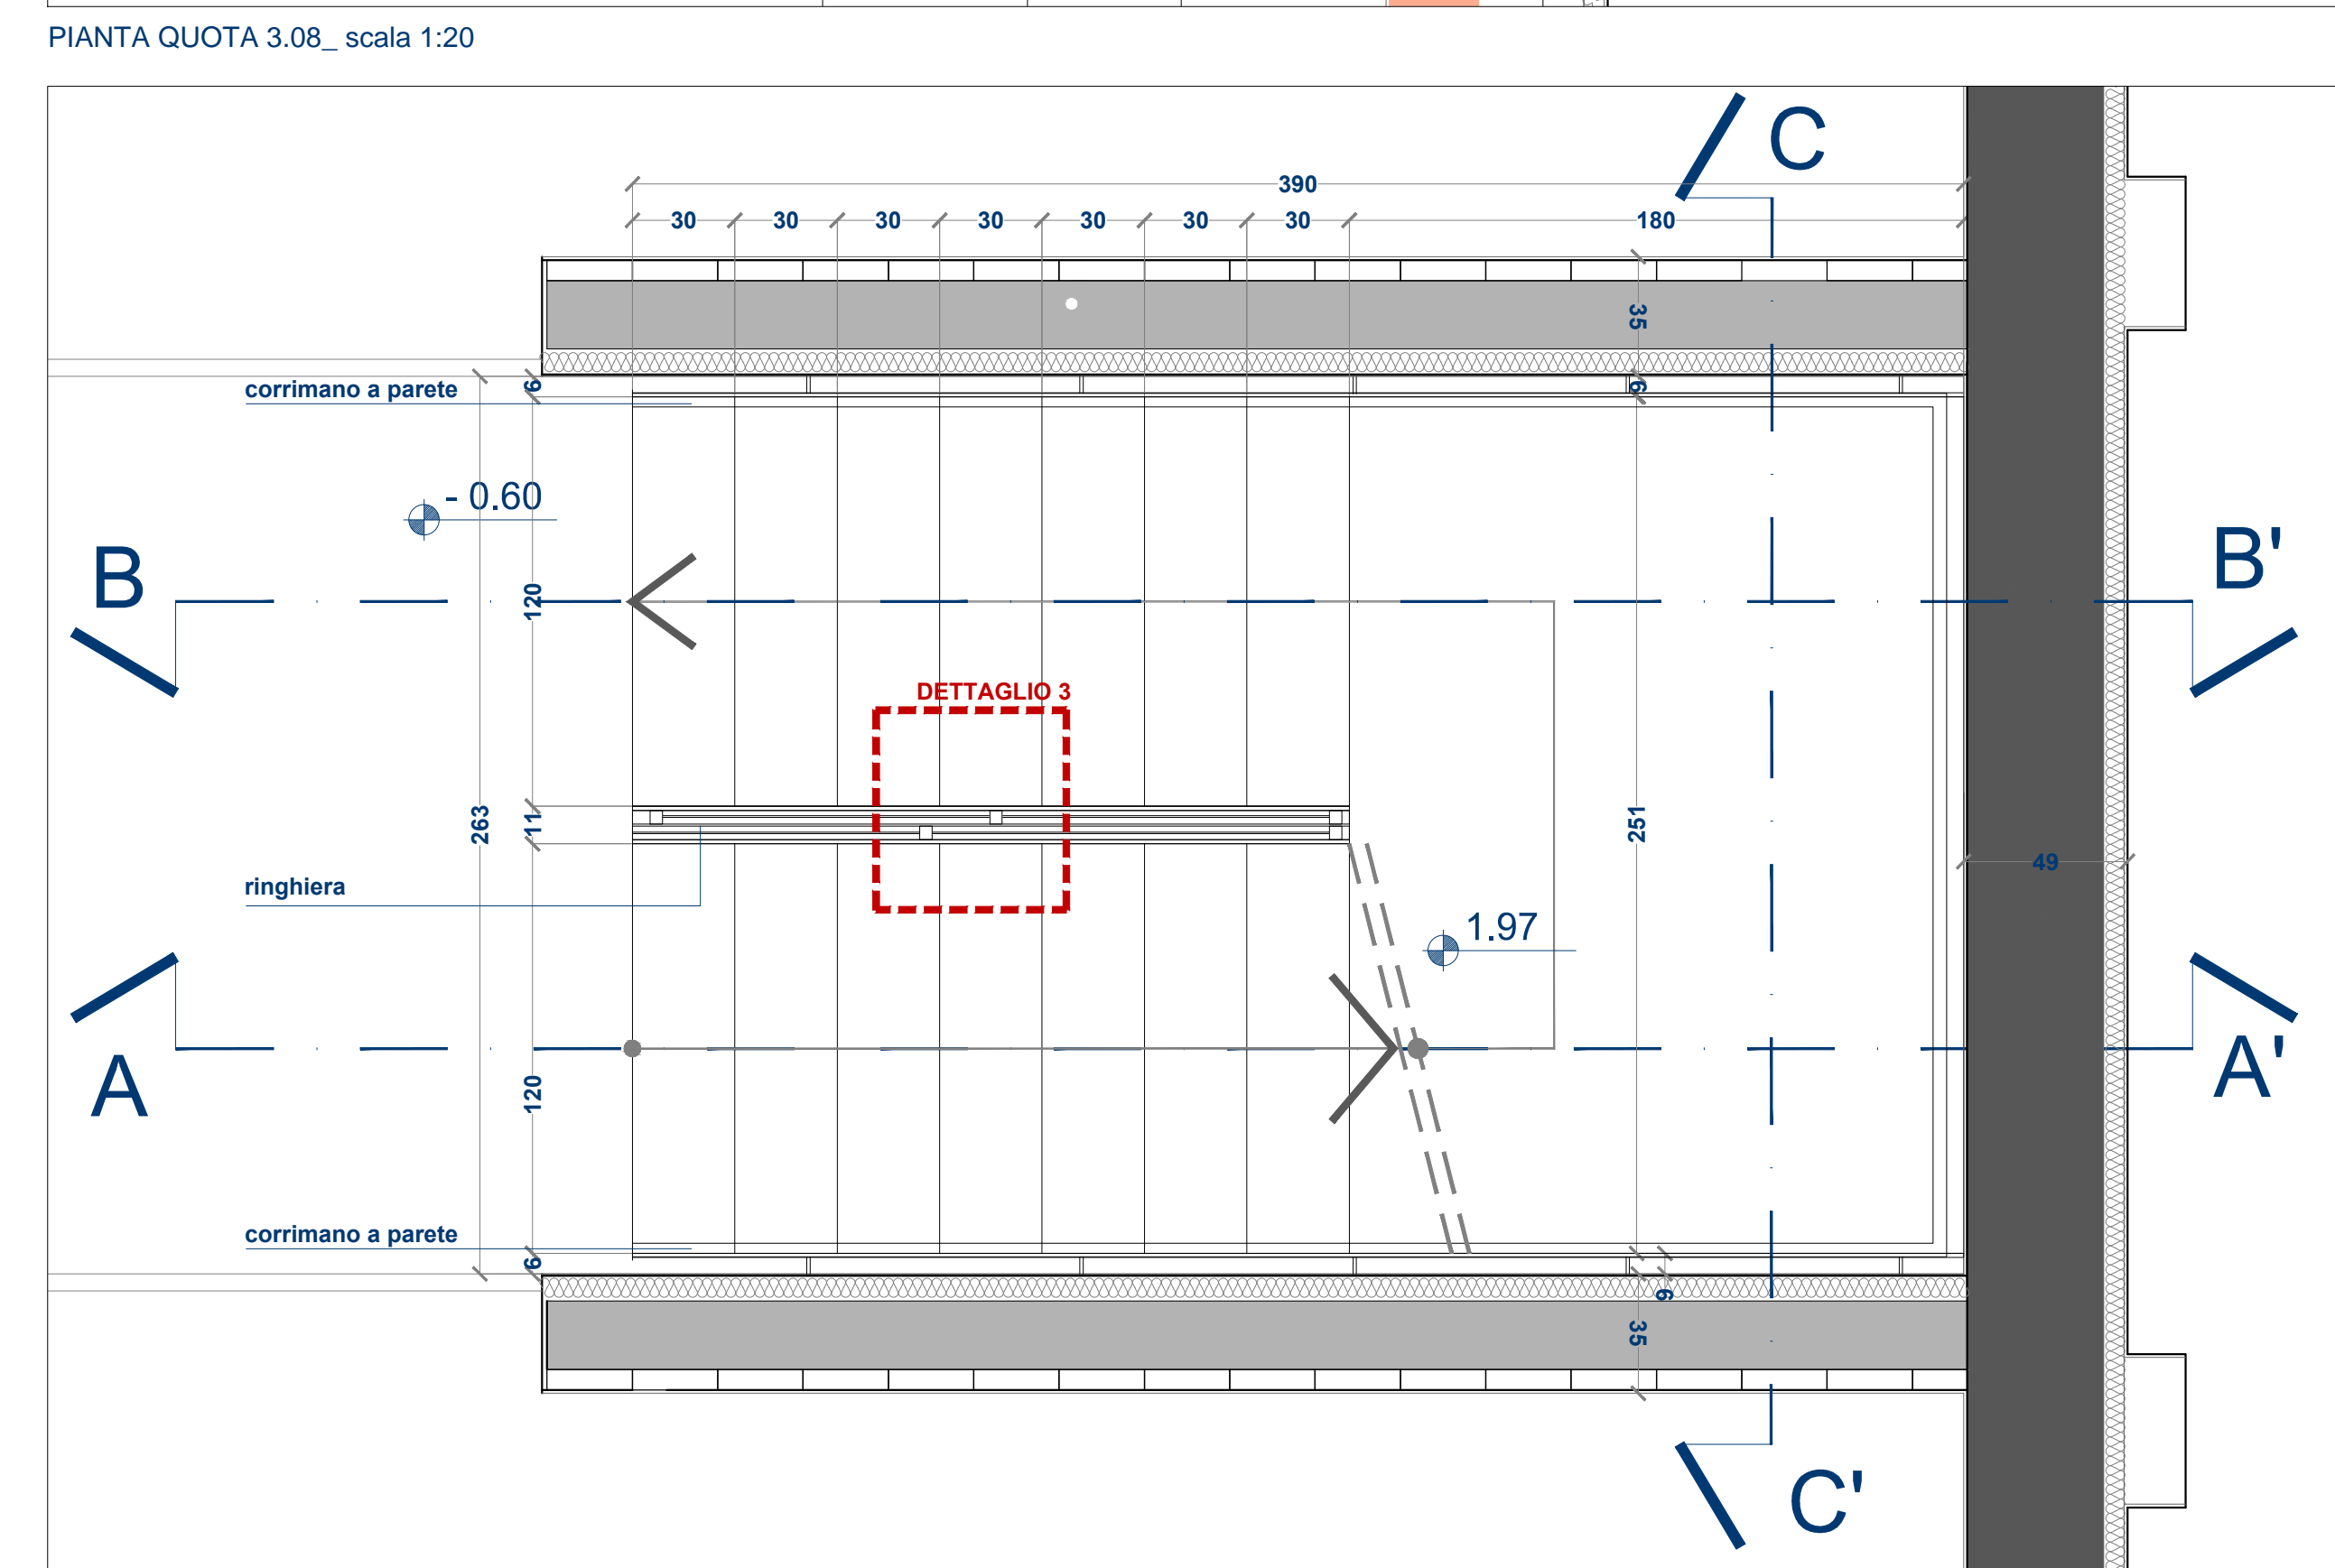 PIANTA QUOTA 3.08_ scala 1:20
C
390
30 30 30 30 30 30 30 180
35
6 6
corrimano a parete
- 0.60
B B'
120
DETTAGLIO 3
263 11 251
49
ringhiera
1.97
A A'
120
corrimano a parete
6
6
35
C'